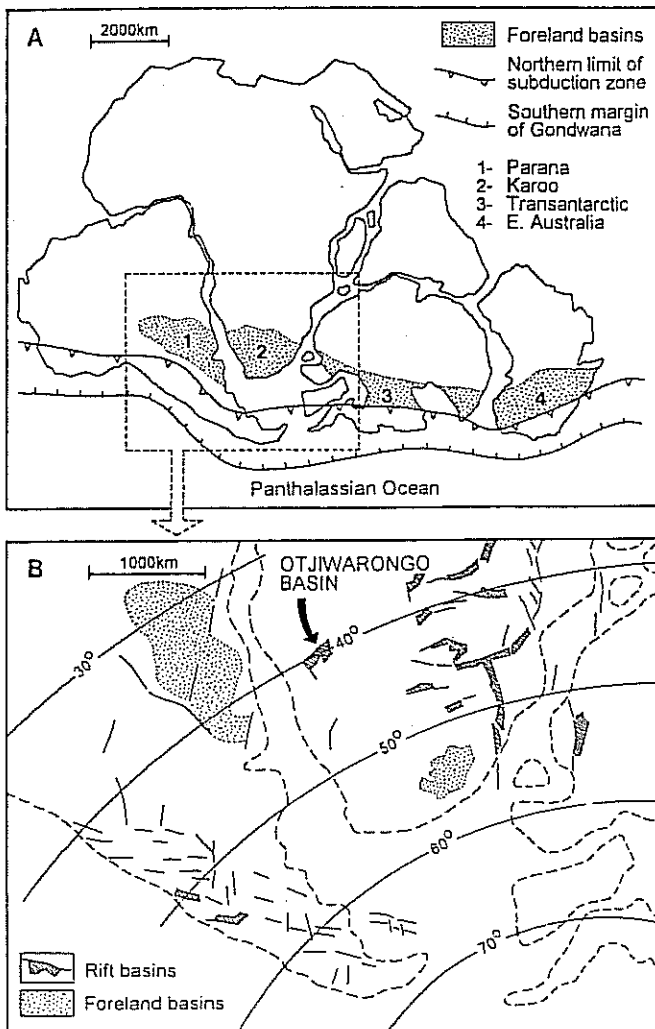 A
2000km
Foreland basins
Northern limit of
subduction zone
Southern margin
of Gondwana
1- Parana
2- Karoo
3- Transantarctic
4- E. Australia
1
2
3
4
Panthalassian Ocean
B
1000km
OTJIWARONGO
BASIN
30°
40°
50°
60°
70°
Rift basins
Foreland basins